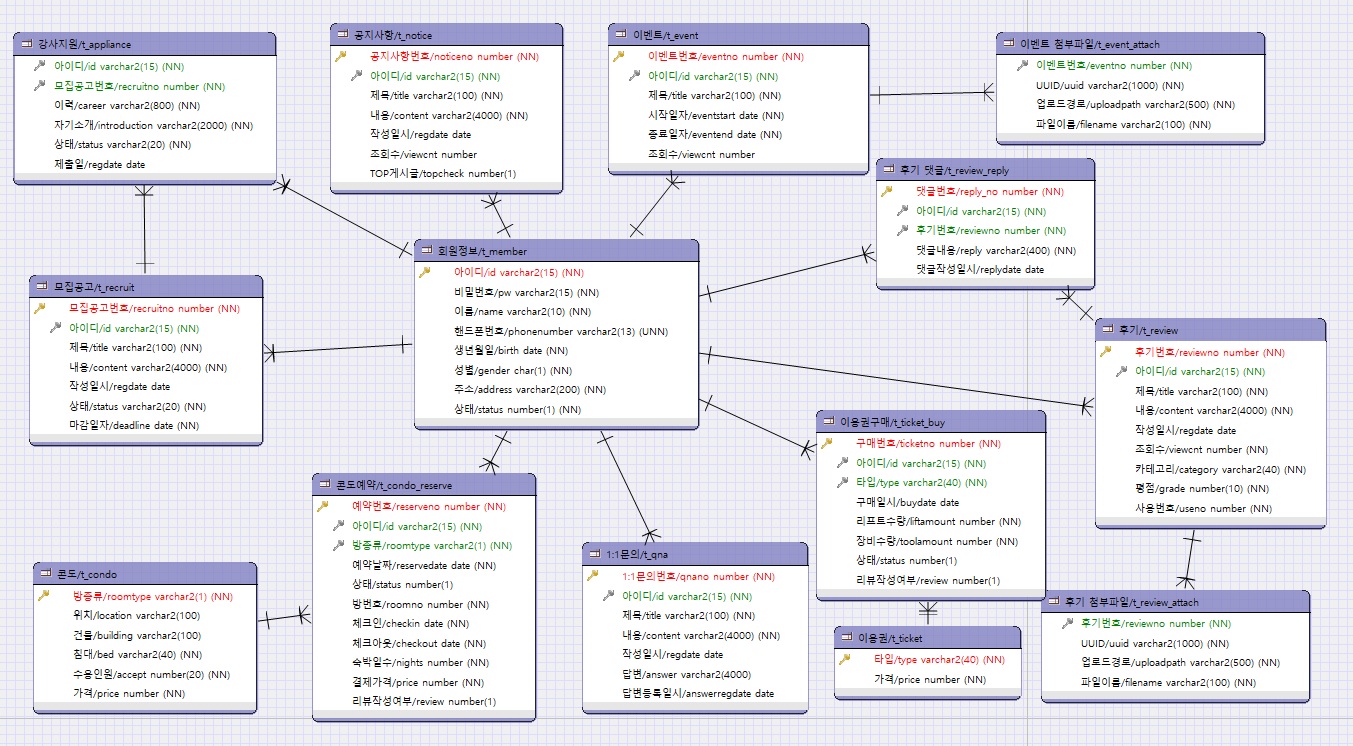 강사지원/t_appliance
아이디/id varchar2(15) (NN)
모집공고번호/recruitno number (NN)
이력/career varchar2(800) (NN)
자기소개/introduction varchar2(2000) (NN)
상태/status varchar2(20) (NN)
제출일/regdate date
공지사항/t_notice
공지사항번호/noticeno number (NN)
아이디/id varchar2(15) (NN)
제목/title varchar2(100) (NN)
내용/content varchar2(4000) (NN)
작성일시/regdate date
조회수/viewcnt number
TOP게시글/topcheck number(1)
이벤트/t_event
이벤트번호/eventno number (NN)
아이디/id varchar2(15) (NN)
제목/title varchar2(100) (NN)
시작일자/eventstart date (NN)
종료일자/eventend date (NN)
조회수/viewcnt number
이벤트 첨부파일/t_event_attach
이벤트번호/eventno number (NN)
UUID/uuid varchar2(1000) (NN)
업로드경로/uploadpath varchar2(500) (NN)
파일이름/filename varchar2(100) (NN)
후기 댓글/t_review_reply
댓글번호/reply_no number (NN)
아이디/id varchar2(15) (NN)
후기번호/reviewno number (NN)
댓글내용/reply varchar2(400) (NN)
댓글작성일시/replydate date
회원정보/t_member
아이디/id varchar2(15) (NN)
비밀번호/pw varchar2(15) (NN)
이름/name varchar2(10) (NN)
핸드폰번호/phonenumber varchar2(13) (UNN)
생년월일/birth date (NN)
성별/gender char(1) (NN)
주소/address varchar2(200) (NN)
상태/status number(1) (NN)
모집공고/t_recruit
모집공고번호/recruitno number (NN)
아이디/id varchar2(15) (NN)
제목/title varchar2(100) (NN)
내용/content varchar2(4000) (NN)
작성일시/regdate date
상태/status varchar2(20) (NN)
마감일자/deadline date (NN)
후기/t_review
후기번호/reviewno number (NN)
아이디/id varchar2(15) (NN)
제목/title varchar2(100) (NN)
내용/content varchar2(4000) (NN)
작성일시/regdate date
조회수/viewcnt number (NN)
카테고리/category varchar2(40) (NN)
평점/grade number(10) (NN)
사용번호/useno number (NN)
이용권구매/t_ticket_buy
구매번호/ticketno number (NN)
아이디/id varchar2(15) (NN)
타입/type varchar2(40) (NN)
구매일시/buydate date
리프트수량/liftamount number (NN)
장비수량/toolamount number (NN)
상태/status number(1)
리뷰작성여부/review number(1)
콘도예약/t_condo_reserve
예약번호/reserveno number (NN)
아이디/id varchar2(15) (NN)
방종류/roomtype varchar2(1) (NN)
예약날짜/reservedate date (NN)
상태/status number(1)
방번호/roomno number (NN)
체크인/checkin date (NN)
체크아웃/checkout date (NN)
숙박일수/nights number (NN)
결제가격/price number (NN)
리뷰작성여부/review number(1)
1:1문의/t_qna
1:1문의번호/qnano number (NN)
아이디/id varchar2(15) (NN)
제목/title varchar2(100) (NN)
내용/content varchar2(4000) (NN)
작성일시/regdate date
답변/answer varchar2(4000)
답변등록일시/answerregdate date
콘도/t_condo
방종류/roomtype varchar2(1) (NN)
위치/location varchar2(100)
건물/building varchar2(100)
침대/bed varchar2(40) (NN)
수용인원/accept number(20) (NN)
가격/price number (NN)
이용권/t_ticket
타입/type varchar2(40) (NN)
가격/price number (NN)
후기 첨부파일/t_review_attach
후기번호/reviewno number (NN)
UUID/uuid varchar2(1000) (NN)
업로드경로/uploadpath varchar2(500) (NN)
파일이름/filename varchar2(100) (NN)